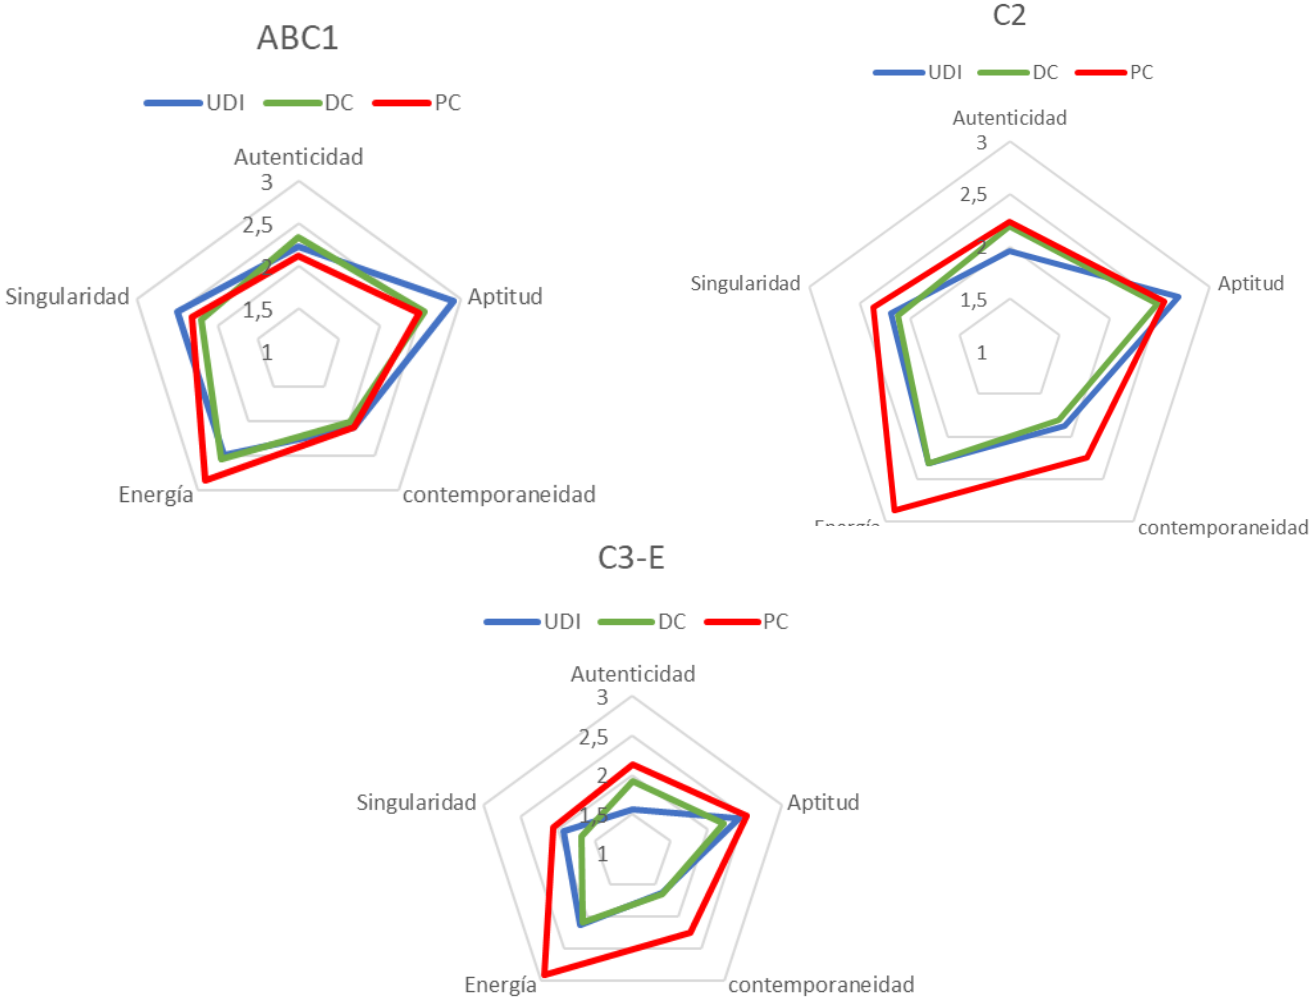 ABC1
UDI DC PC
Autenticidad
3
2,5
2
1,5
1
Singularidad
Aptitud
Energía
contemporaneidad
C2
UDI DC PC
Autenticidad
3
2,5
2
1,5
1
Singularidad
Aptitud
Energía
contemporaneidad
C3-E
UDI DC PC
Autenticidad
3
2,5
2
1,5
1
Singularidad
Aptitud
Energía
contemporaneidad